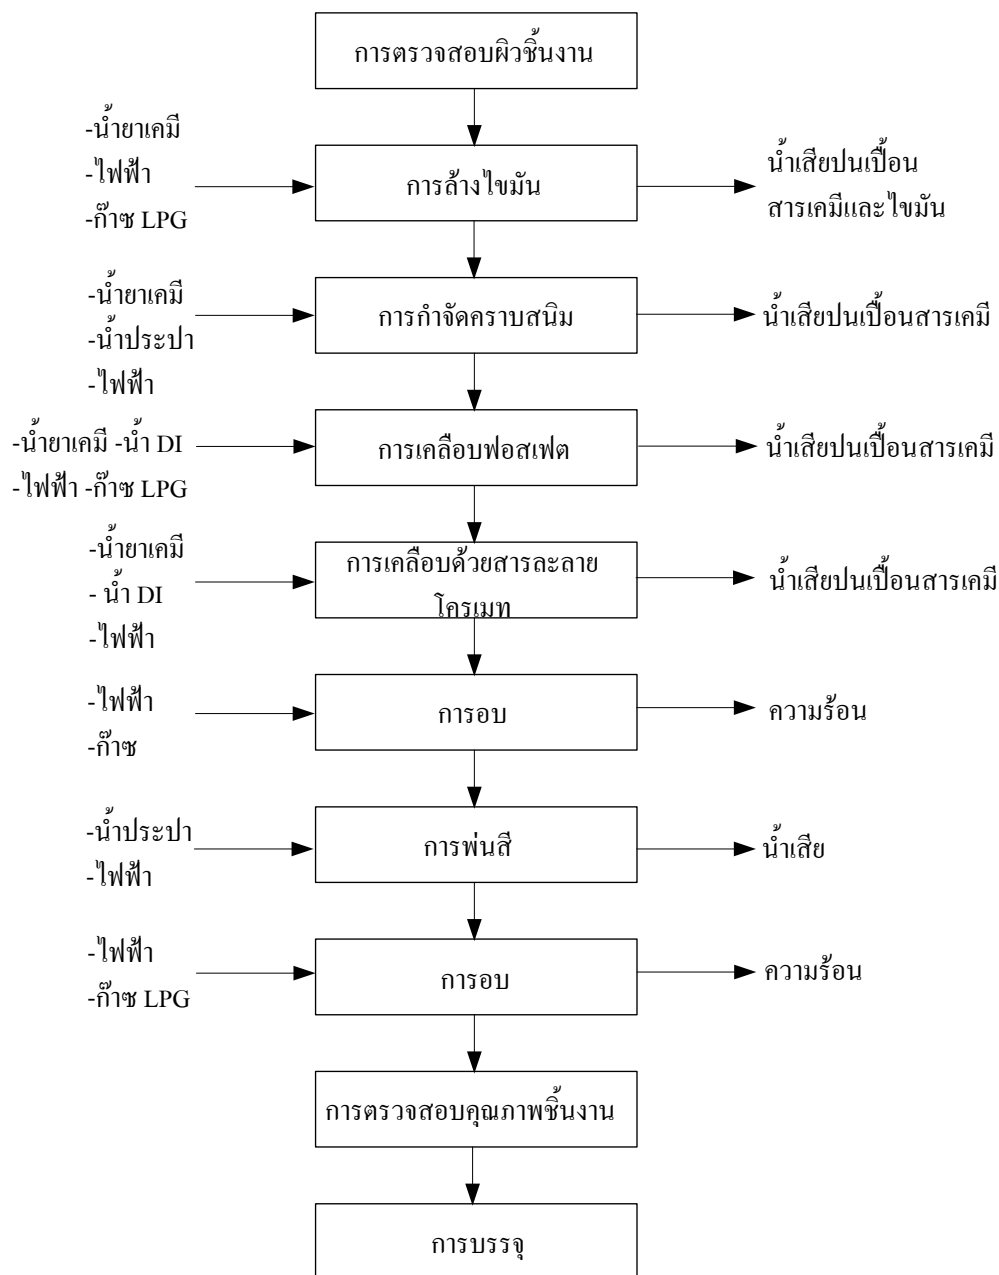 การตรวจสอบผิวชิ้นงาน
-น้ำยาเคมี
-ไฟฟ้า
-ก๊าซ LPG
การล้างไขมัน
น้ำเสียปนเปื้อน
สารเคมีและไขมัน
-น้ำยาเคมี
-น้ำประปา
-ไฟฟ้า
การกำจัดคราบสนิม
น้ำเสียปนเปื้อนสารเคมี
-น้ำยาเคมี -น้ำ DI
-ไฟฟ้า -ก๊าซ LPG
การเคลือบฟอสเฟต
น้ำเสียปนเปื้อนสารเคมี
-น้ำยาเคมี
- น้ำ DI
-ไฟฟ้า
การเคลือบด้วยสารละลาย
โครเมท
น้ำเสียปนเปื้อนสารเคมี
-ไฟฟ้า
-ก๊าซ
การอบ
ความร้อน
-น้ำประปา
-ไฟฟ้า
การพ่นสี
น้ำเสีย
-ไฟฟ้า
-ก๊าซ LPG
การอบ
ความร้อน
การตรวจสอบคุณภาพชิ้นงาน
การบรรจุ